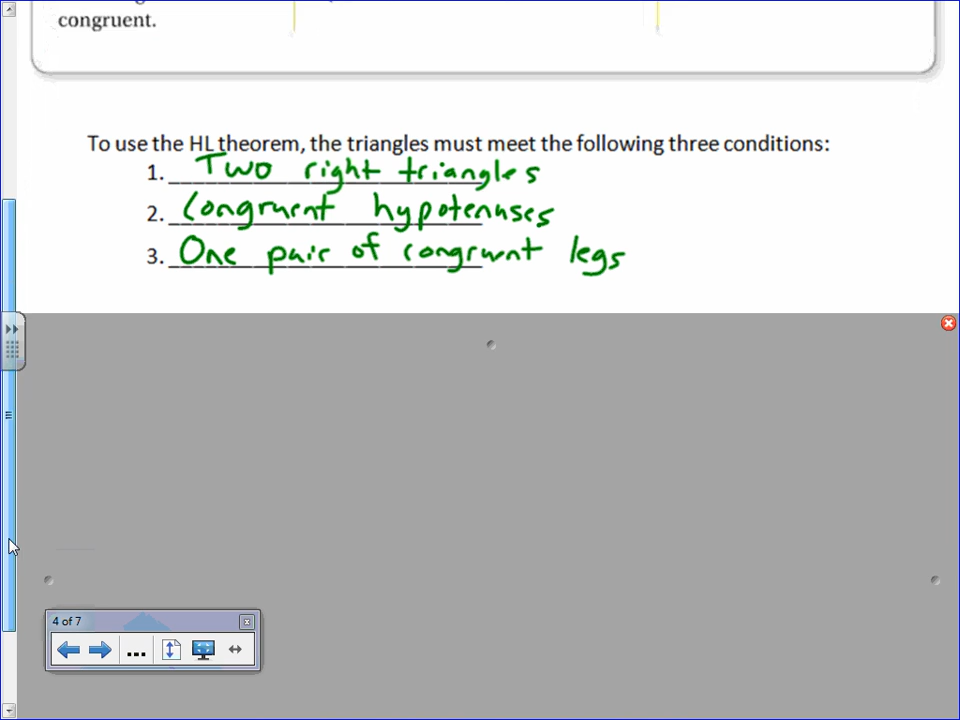 congruent.
To use the HL theorem, the triangles must meet the following three conditions:
1. Two right triangles
2. Congruent hypotenuses
3. One pair of congruent legs
4 of 7